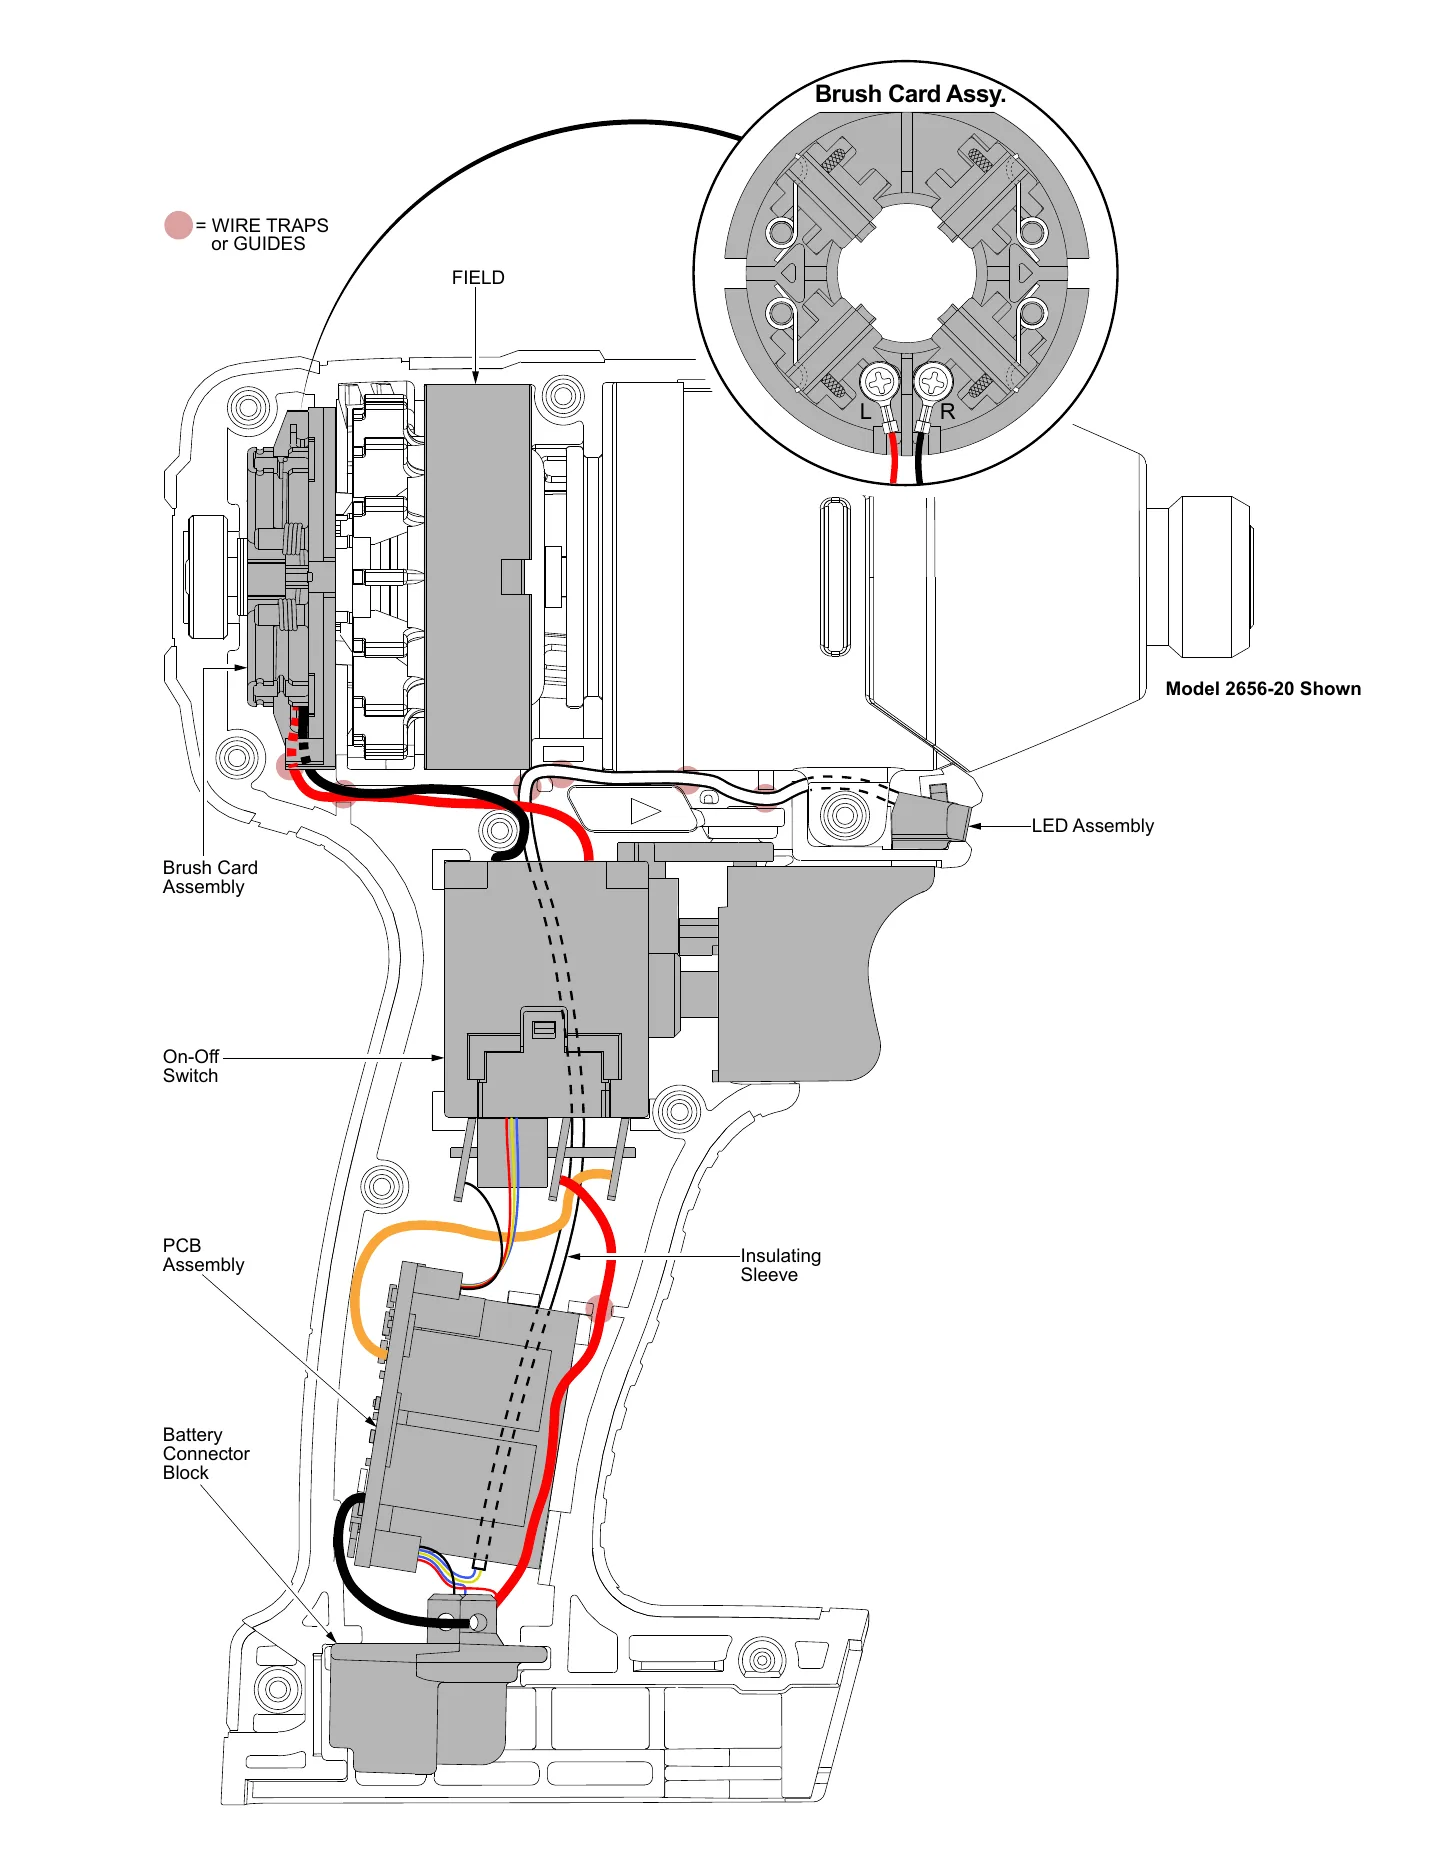 Brush Card Assy.
= WIRE TRAPS
or GUIDES
FIELD
L
R
Model 2656-20 Shown
LED Assembly
Brush Card
Assembly
On-Off
Switch
PCB
Assembly
Insulating
Sleeve
Battery
Connector
Block